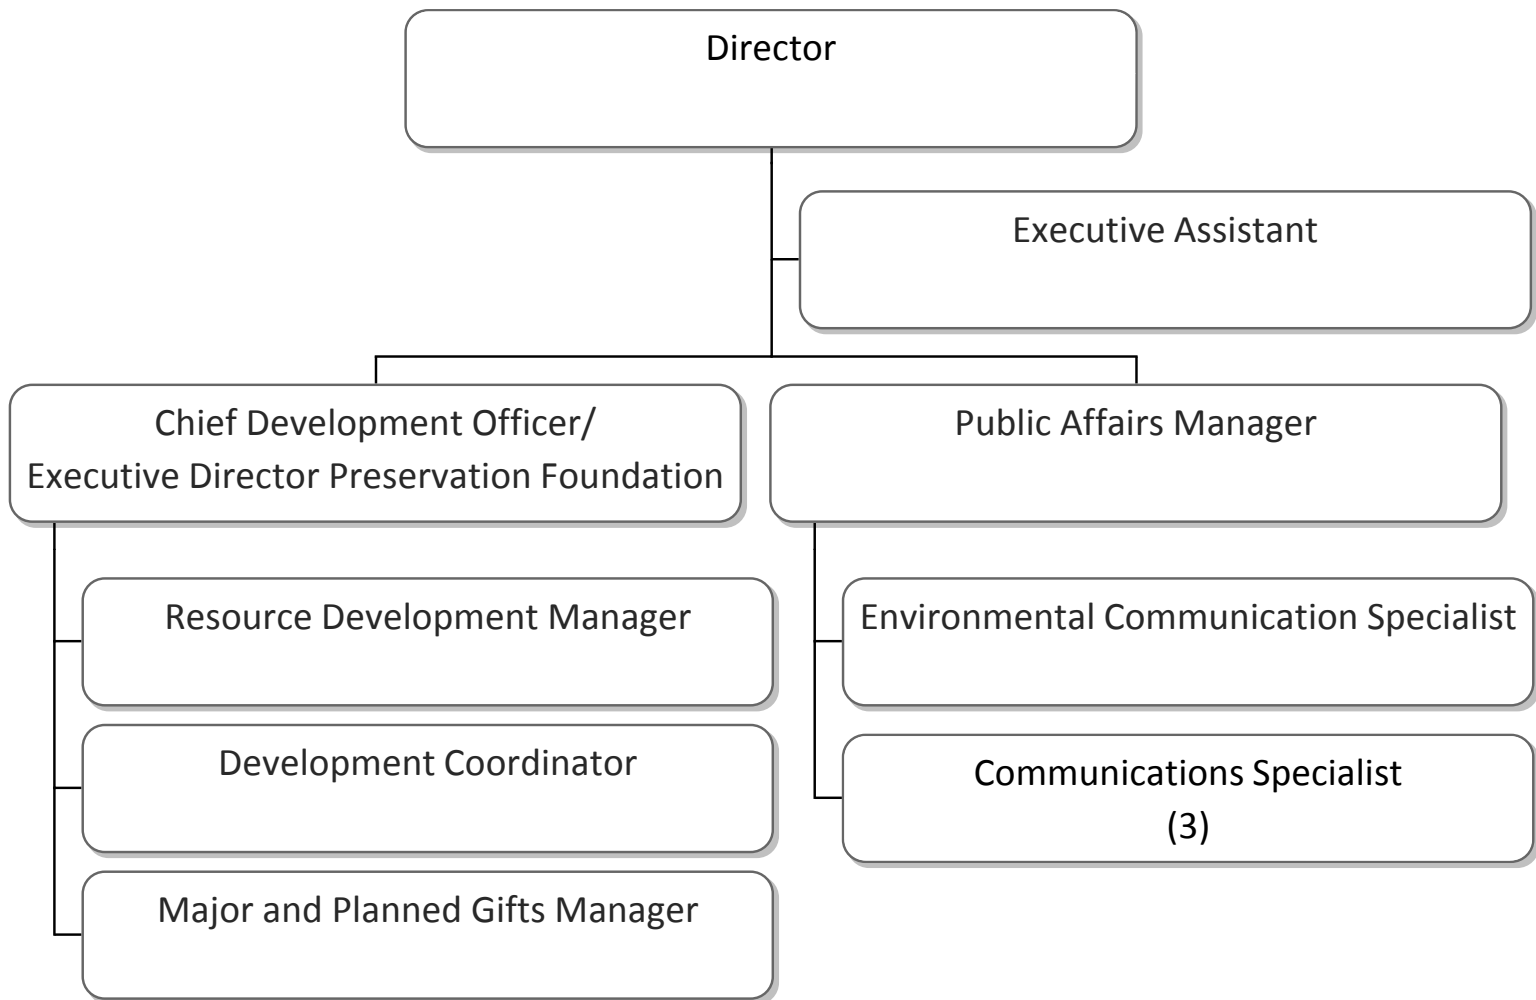 Director
Executive Assistant
Chief Development Officer/
Executive Director Preservation Foundation
Public Affairs Manager
Resource Development Manager
Development Coordinator
Major and Planned Gifts Manager
Environmental Communication Specialist
Communications Specialist
(3)